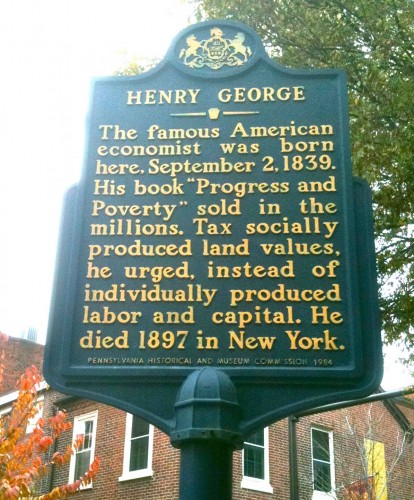 HENRY GEORGE
The famous American
economist was born
here, September 2, 1839.
His book "Progress and
Poverty" sold in the
millions. Tax socially
produced land values,
he urged, instead of
individually produced
labor and capital. He
died 1897 in New York.
PENNSYLVANIA HISTORICAL AND MUSEUM COMMISSION 1984